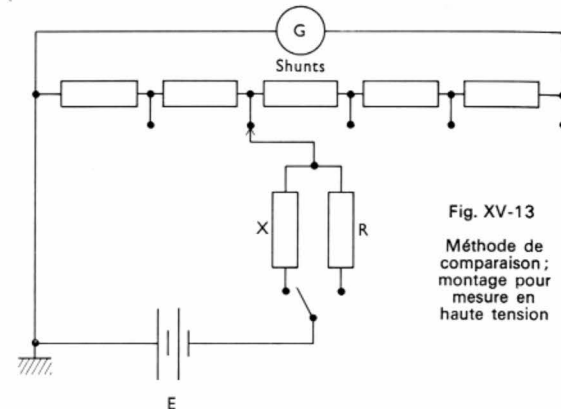 G
Shunts
X
R
E
Fig. XV-13
Méthode de
comparaison ;
montage pour
mesure en
haute tension